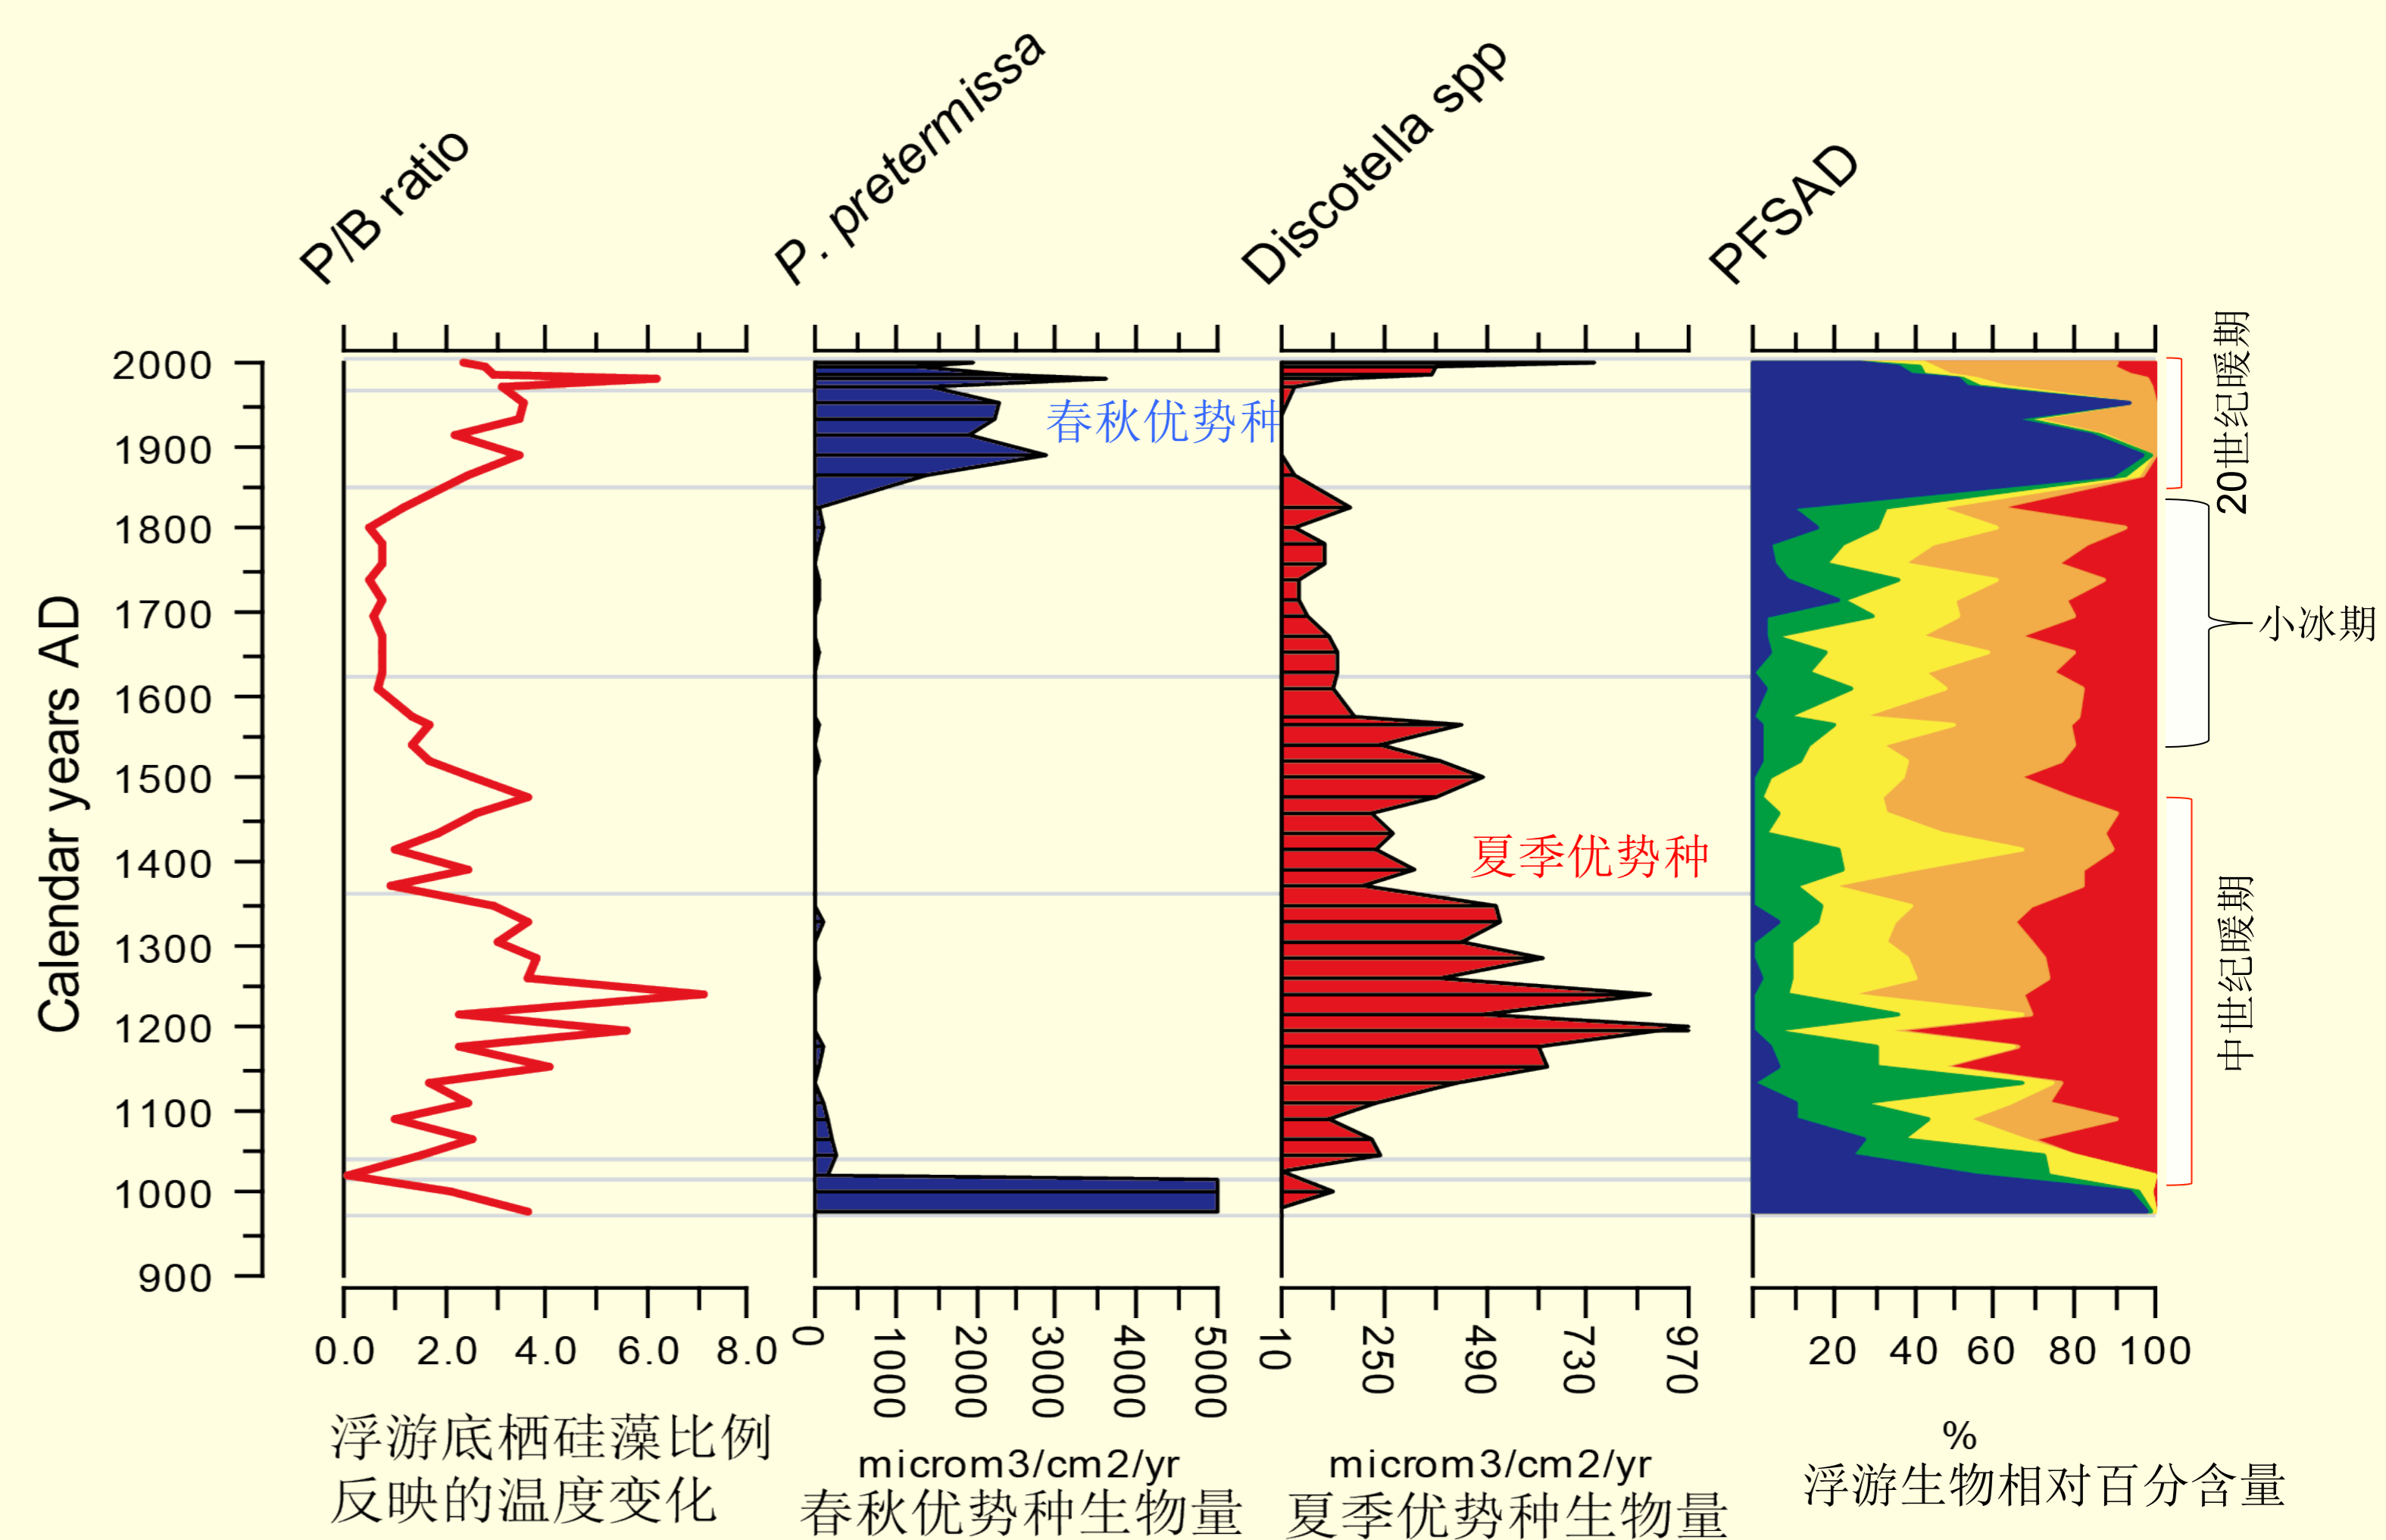 P/B ratio
P. pretermissa
Discotella spp
PFSAD
Calendar years AD
2000
1900
1800
1700
1600
1500
1400
1300
1200
1100
1000
900
春秋优势种
夏季优势种
20世纪暖期
小冰期
中世纪暖期
0.0 2.0 4.0 6.0 8.0
0 1000 2000 3000 4000 5000
10 250 490 730 970
20 40 60 80 100
浮游底栖硅藻比例
反映的温度变化
microm3/cm2/yr
春秋优势种生物量
microm3/cm2/yr
夏季优势种生物量
%
浮游生物相对百分含量